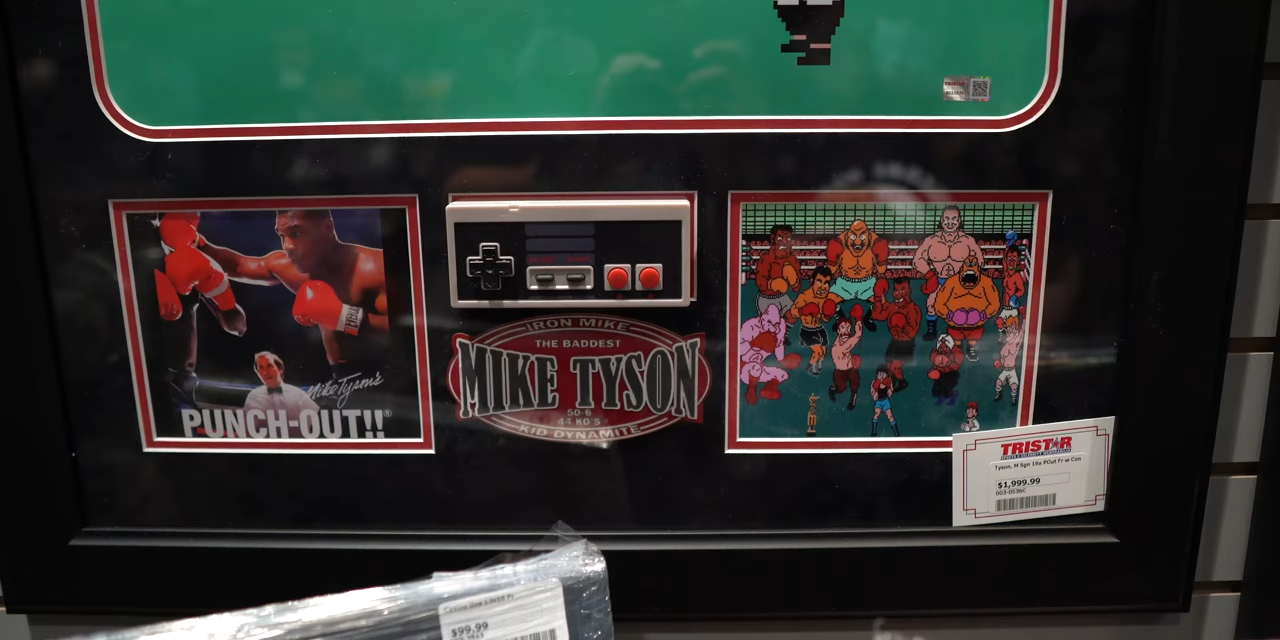 TRISTAR
IRON MIKE
THE BADDEST
MIKE TYSON
50-6
44 KO'S
KID DYNAMITE
Mike Tyson's
PUNCH-OUT!!®
TRISTAR
Tyson, M Sgn 16x POut Fr w Con
$1,999.99
003-0536C
$99.99